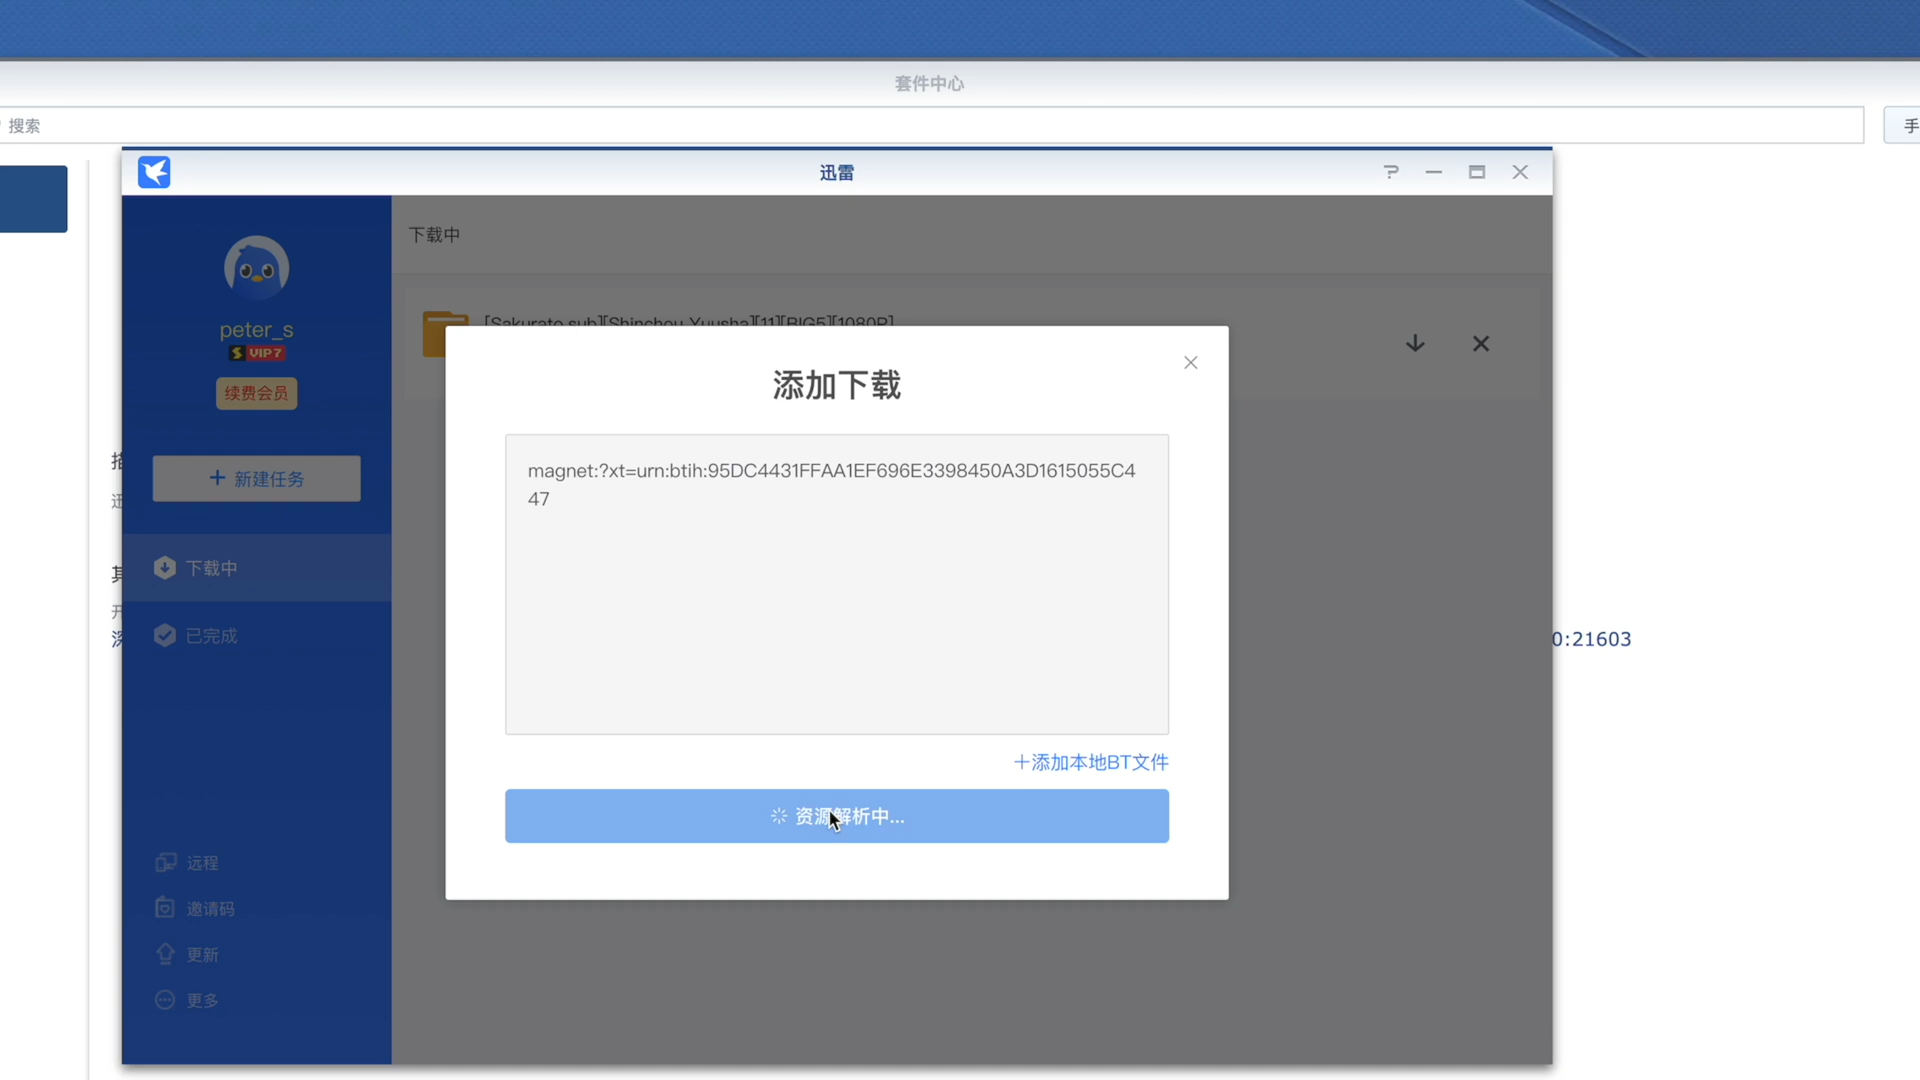 套件中心
搜索
手
迅雷
peter_s
VIP 7
续费会员
新建任务
下载中
已完成
远程
邀请码
更新
更多
下载中
[Sakurato.sub][Shinchou Yuusha][11][BIG5][1080P]
添加下载
magnet:?xt=urn:btih:95DC4431FFAA1EF696E3398450A3D1615055C4
47
+添加本地BT文件
资源解析中...
0:21603